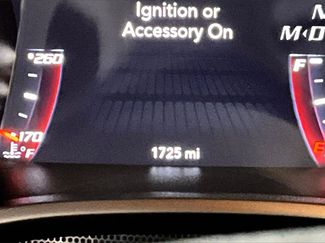 Ignition or
Accessory On
N
M◁O
260
F
170
°F
E
1725 mi